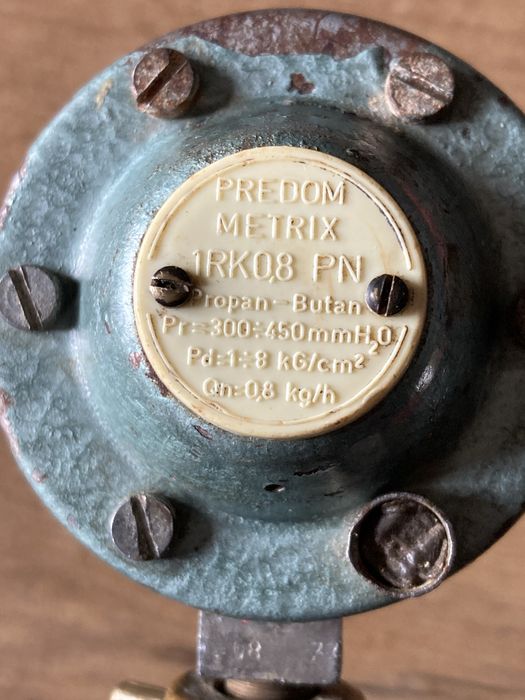 PREDOM
METRIX
1RK0,8 PN
Propan-Butan
Pr=300÷450mmH₂O
Pd=1÷8 kG/cm²
Qn=0,8 kg/h